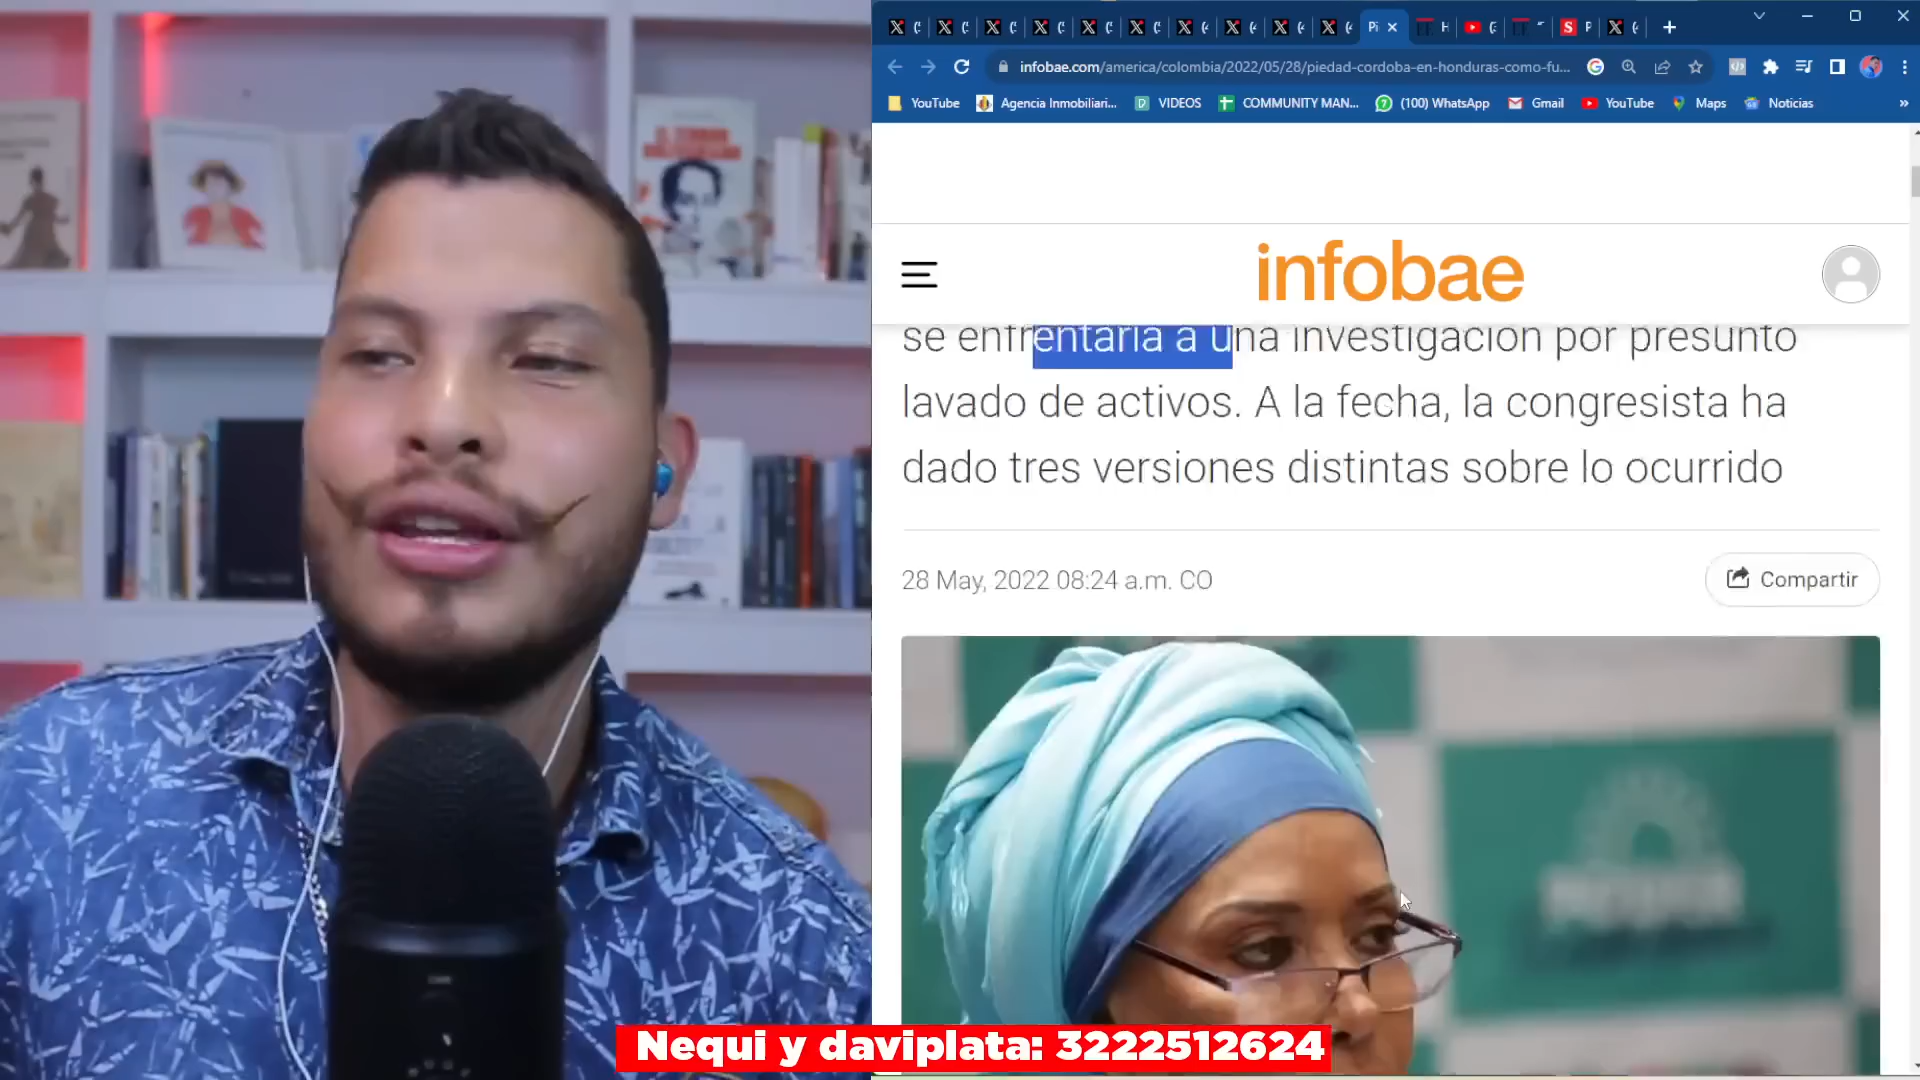 infobae.com/america/colombia/2022/05/28/piedad-cordoba-en-honduras-como-fu...
YouTube
Agencia Inmobiliari...
VIDEOS
COMMUNITY MAN...
(100) WhatsApp
Gmail
YouTube
Maps
Noticias
»
infobae
se enfrentaría a una investigación por presunto
lavado de activos. A la fecha, la congresista ha
dado tres versiones distintas sobre lo ocurrido
28 May, 2022 08:24 a.m. CO
Compartir
Nequi y daviplata: 3222512624